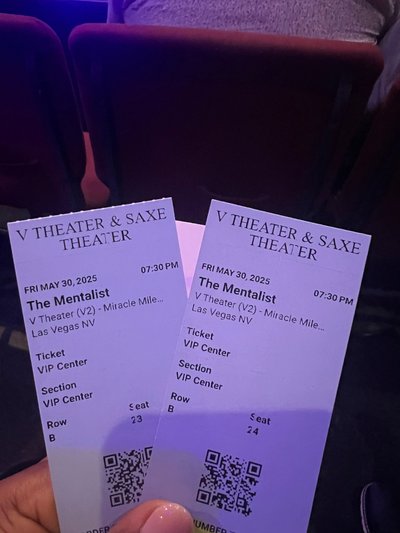 V THEATER & SAXE
THEATER
FRI MAY 30, 2025
07:30 PM
The Mentalist
V Theater (V2) - Miracle Mile...
Las Vegas NV
Ticket
VIP Center
Section
VIP Center
Row
Seat
B
23
V THEATER & SAXE
THEATER
FRI MAY 30, 2025
07:30 PM
The Mentalist
V Theater (V2) - Miracle Mile...
Las Vegas NV
Ticket
VIP Center
Section
VIP Center
Row
Seat
B
24
NUMBER